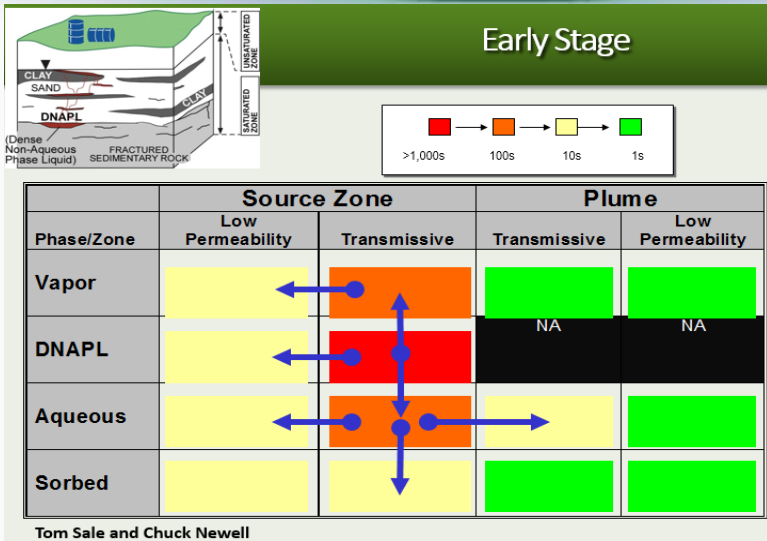 Early Stage
UNSATURATED
ZONE
SATURATED
ZONE
CLAY
SAND
CLAY
DNAPL
(Dense
Non-Aqueous
Phase Liquid)
FRACTURED
SEDIMENTARY ROCK
>1,000s 100s 10s 1s
Source Zone Plume
Phase/Zone Low
Permeability Transmissive Transmissive Low
Permeability
Vapor
DNAPL NA NA
Aqueous
Sorbed
Tom Sale and Chuck Newell